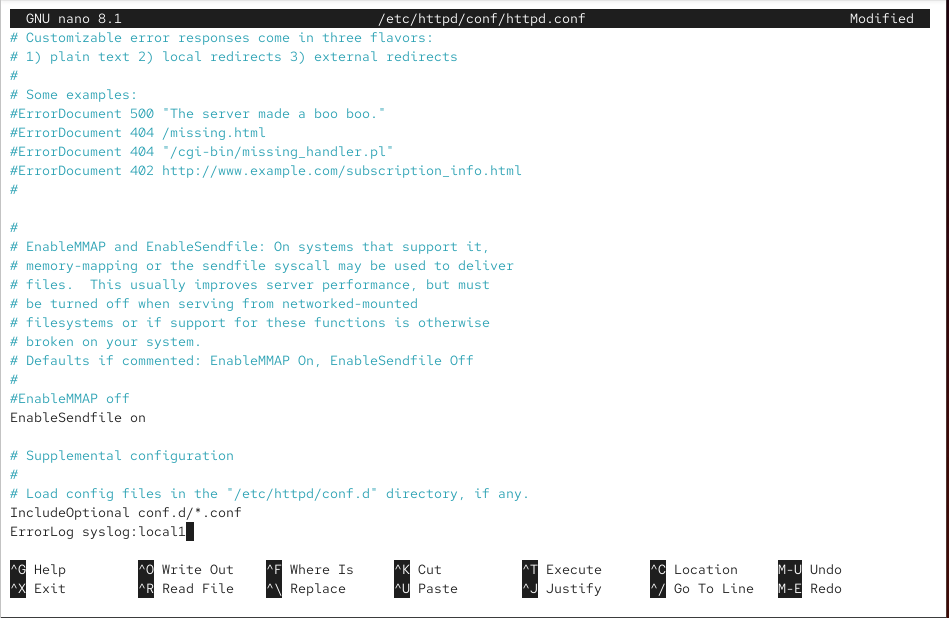 GNU nano 8.1 /etc/httpd/conf/httpd.conf Modified
# Customizable error responses come in three flavors:
# 1) plain text 2) local redirects 3) external redirects
#
# Some examples:
#ErrorDocument 500 "The server made a boo boo."
#ErrorDocument 404 /missing.html
#ErrorDocument 404 "/cgi-bin/missing_handler.pl"
#ErrorDocument 402 http://www.example.com/subscription_info.html
#

#
# EnableMMAP and EnableSendfile: On systems that support it,
# memory-mapping or the sendfile syscall may be used to deliver
# files.  This usually improves server performance, but must
# be turned off when serving from networked-mounted
# filesystems or if support for these functions is otherwise
# broken on your system.
# Defaults if commented: EnableMMAP On, EnableSendfile Off
#
#EnableMMAP off
EnableSendfile on

# Supplemental configuration
#
# Load config files in the "/etc/httpd/conf.d" directory, if any.
IncludeOptional conf.d/*.conf
ErrorLog syslog:local1

^G Help ^O Write Out ^F Where Is ^K Cut ^T Execute ^C Location M-U Undo
^X Exit ^R Read File ^\ Replace ^U Paste ^J Justify ^/ Go To Line M-E Redo